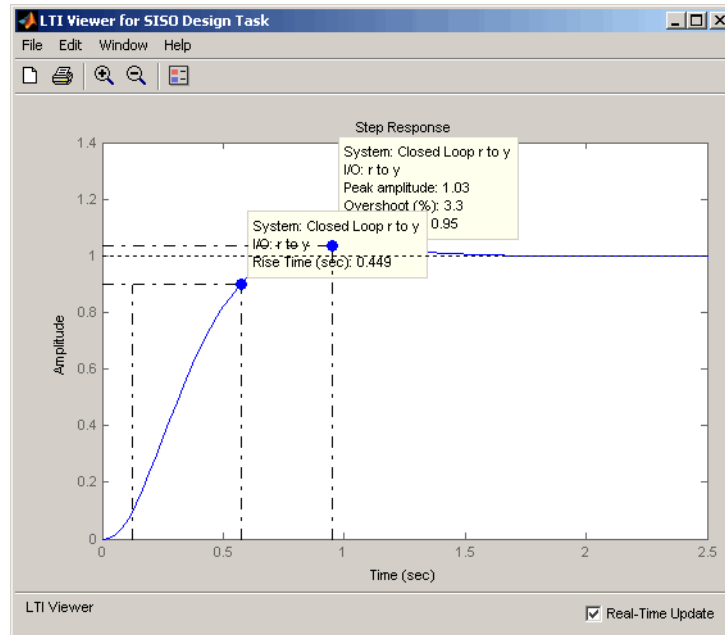 LTI Viewer for SISO Design Task
File Edit Window Help
Step Response
System: Closed Loop r to y
I/O: r to y
Peak amplitude: 1.03
Overshoot (%): 3.3
0.95
System: Closed Loop r to y
I/O: r to y
Rise Time (sec): 0.449
1.4
1.2
1
0.8
0.6
0.4
0.2
0
Amplitude
0 0.5 1 1.5 2 2.5
Time (sec)
LTI Viewer
Real-Time Update